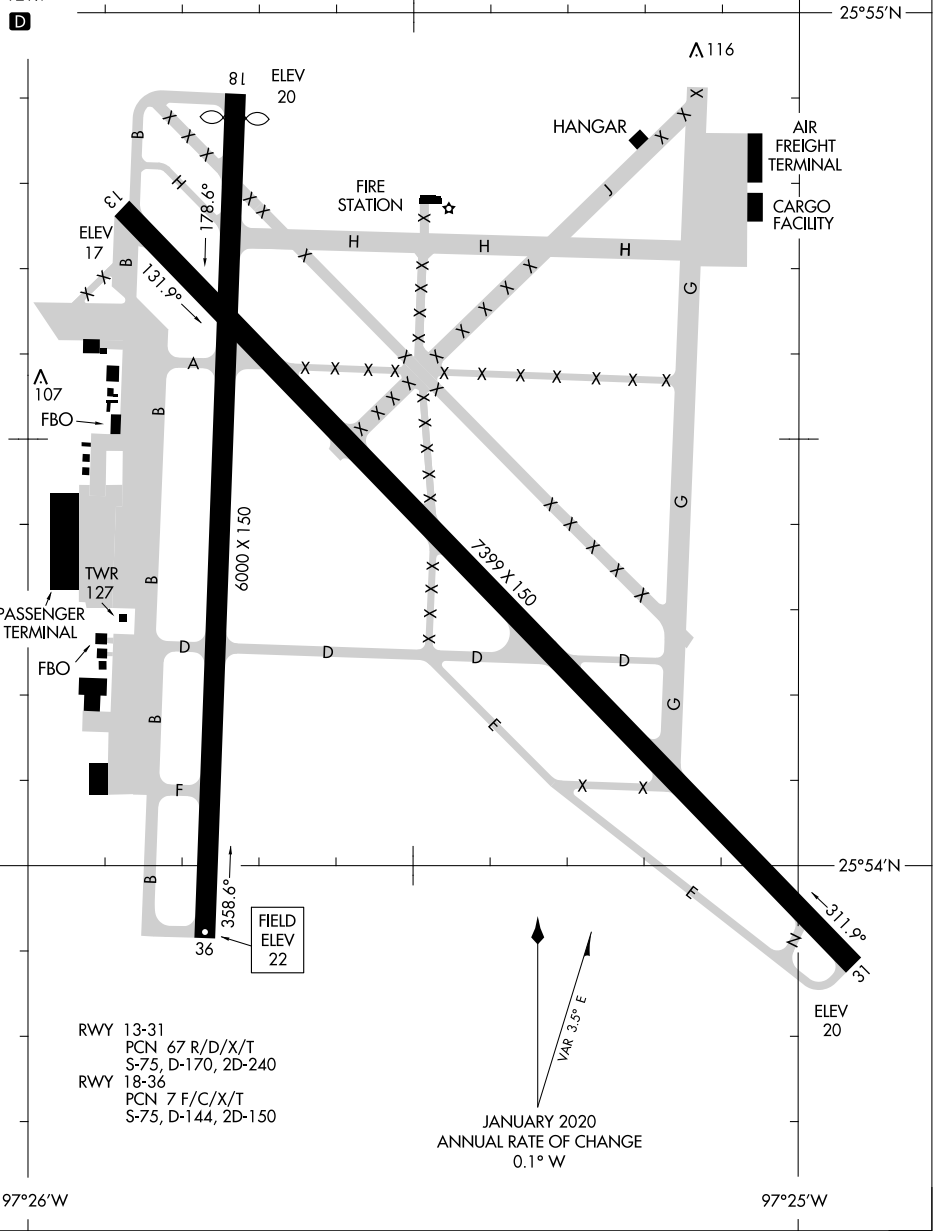 D
25°55'N
18
ELEV
20
116
HANGAR
AIR
FREIGHT
TERMINAL
CARGO
FACILITY
FIRE
STATION
B
H
J
13
ELEV
17
178.6°
131.9°
B
H
H
H
G
A
107
FBO
B
6000 X 150
7399 X 150
G
TWR
127
B
PASSENGER
TERMINAL
FBO
D
D
D
D
B
E
G
F
B
358.6°
36
FIELD
ELEV
22
25°54'N
E
N
311.9°
31
ELEV
20
VAR 3.5° E
RWY 13-31
PCN 67 R/D/X/T
S-75, D-170, 2D-240
RWY 18-36
PCN 7 F/C/X/T
S-75, D-144, 2D-150
JANUARY 2020
ANNUAL RATE OF CHANGE
0.1° W
97°26'W
97°25'W